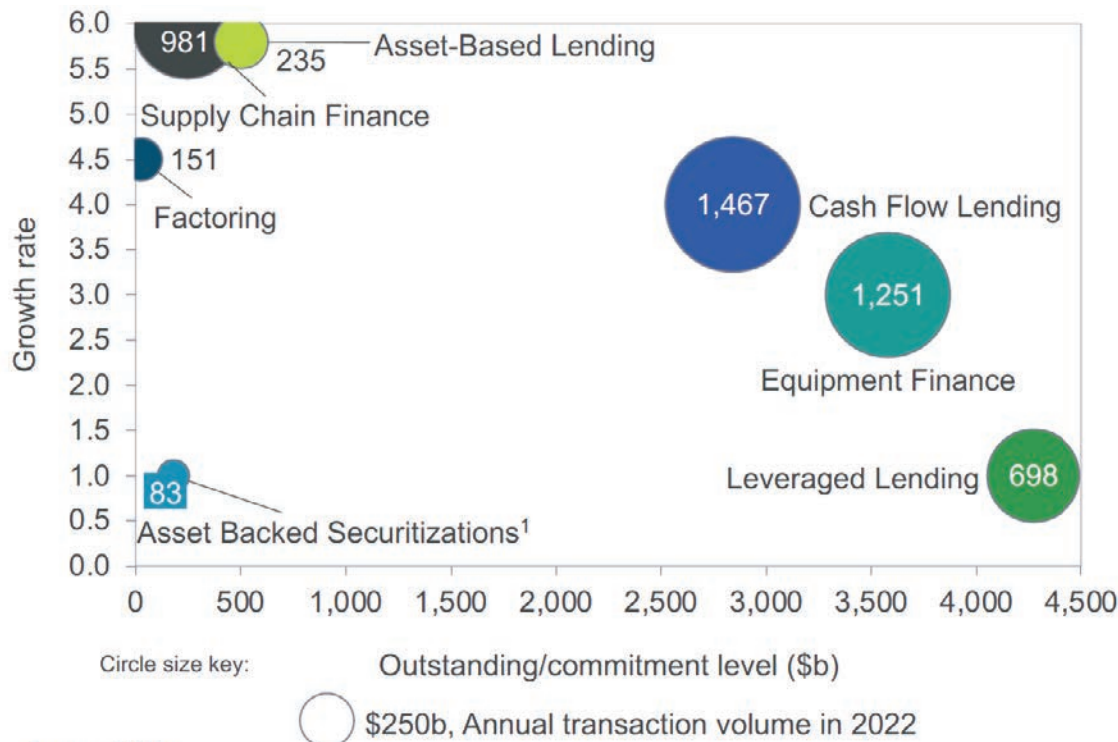 6.0
5.5
5.0
4.5
4.0
3.5
3.0
2.5
2.0
1.5
1.0
0.5
0.0
Growth rate
981
Asset-Based Lending
235
Supply Chain Finance
151
Factoring
1,467
Cash Flow Lending
1,251
Equipment Finance
Leveraged Lending
698
83
Asset Backed Securitizations¹
0 500 1,000 1,500 2,000 2,500 3,000 3,500 4,000 4,500
Circle size key:
Outstanding/commitment level ($b)
$250b, Annual transaction volume in 2022